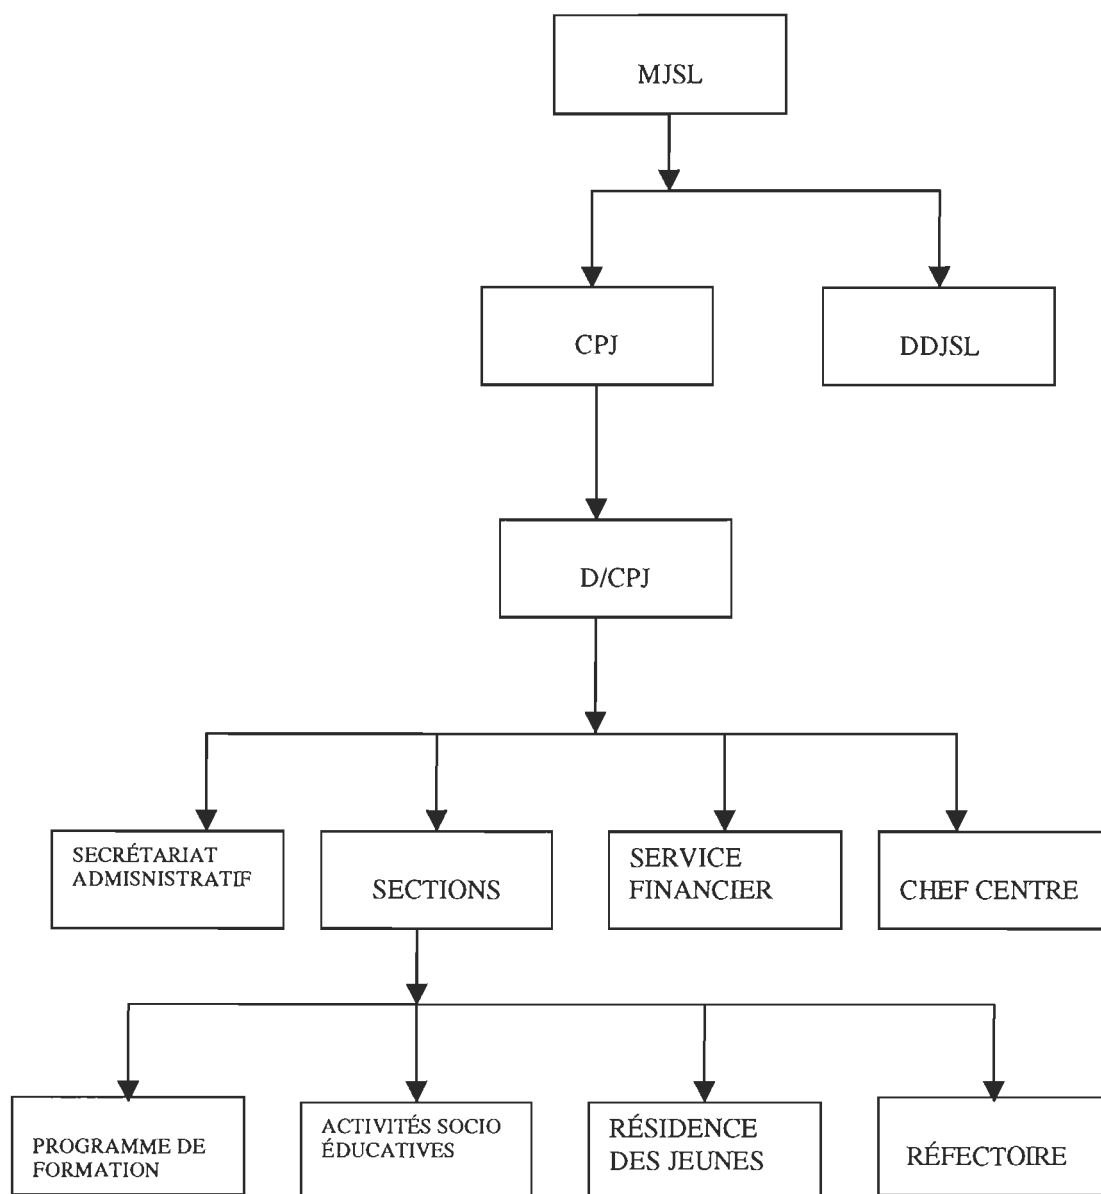 MJSL
CPJ
DDJSL
D/CPJ
SECRÉTARIAT
ADMISNISTRATIF
SECTIONS
SERVICE
FINANCIER
CHEF CENTRE
PROGRAMME DE
FORMATION
ACTIVITÉS SOCIO
ÉDUCATIVES
RÉSIDENCE
DES JEUNES
RÉFECTOIRE